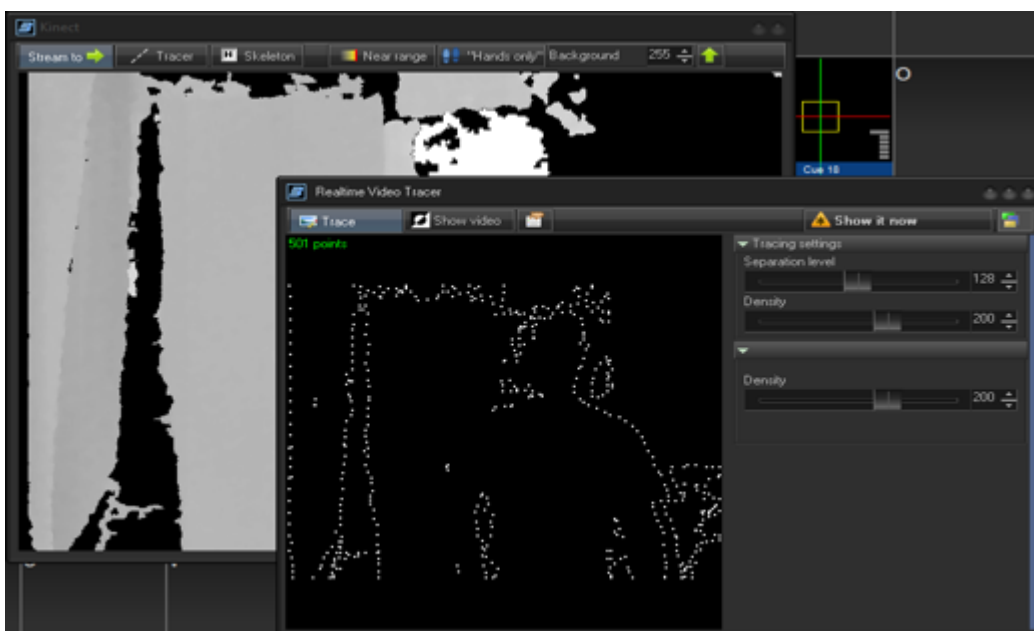 Kinect
Stream to Tracer H Skeleton Near range "Hands only" Background 255
Cue 18
Realtime Video Tracer
Trace Show video Show it now
501 points
Tracing settings
Separation level
128
Density
200
Density
200